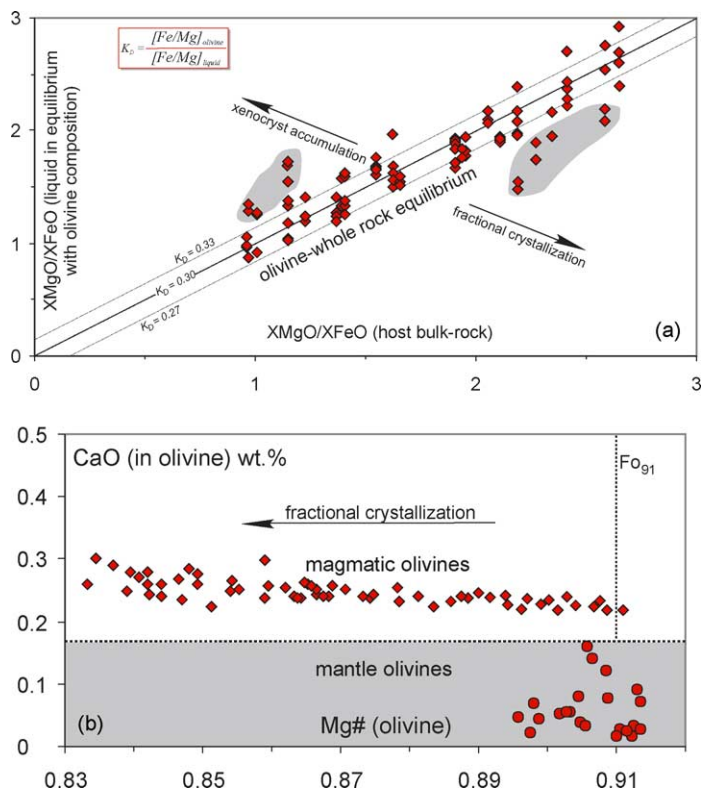 3
2
1
0
0
1
2
3
XMgO/XFeO (liquid in equilibrium
with olivine composition)
K_D = [Fe/Mg]_olivine
[Fe/Mg]_liquid
xenocryst accumulation
olivine-whole rock equilibrium
fractional crystallization
K_D = 0.33
K_D = 0.30
K_D = 0.27
XMgO/XFeO (host bulk-rock)
(a)
0.5
0.4
0.3
0.2
0.1
0
CaO (in olivine) wt.%
Fo₉₁
fractional crystallization
magmatic olivines
mantle olivines
(b)
Mg# (olivine)
0.83
0.85
0.87
0.89
0.91